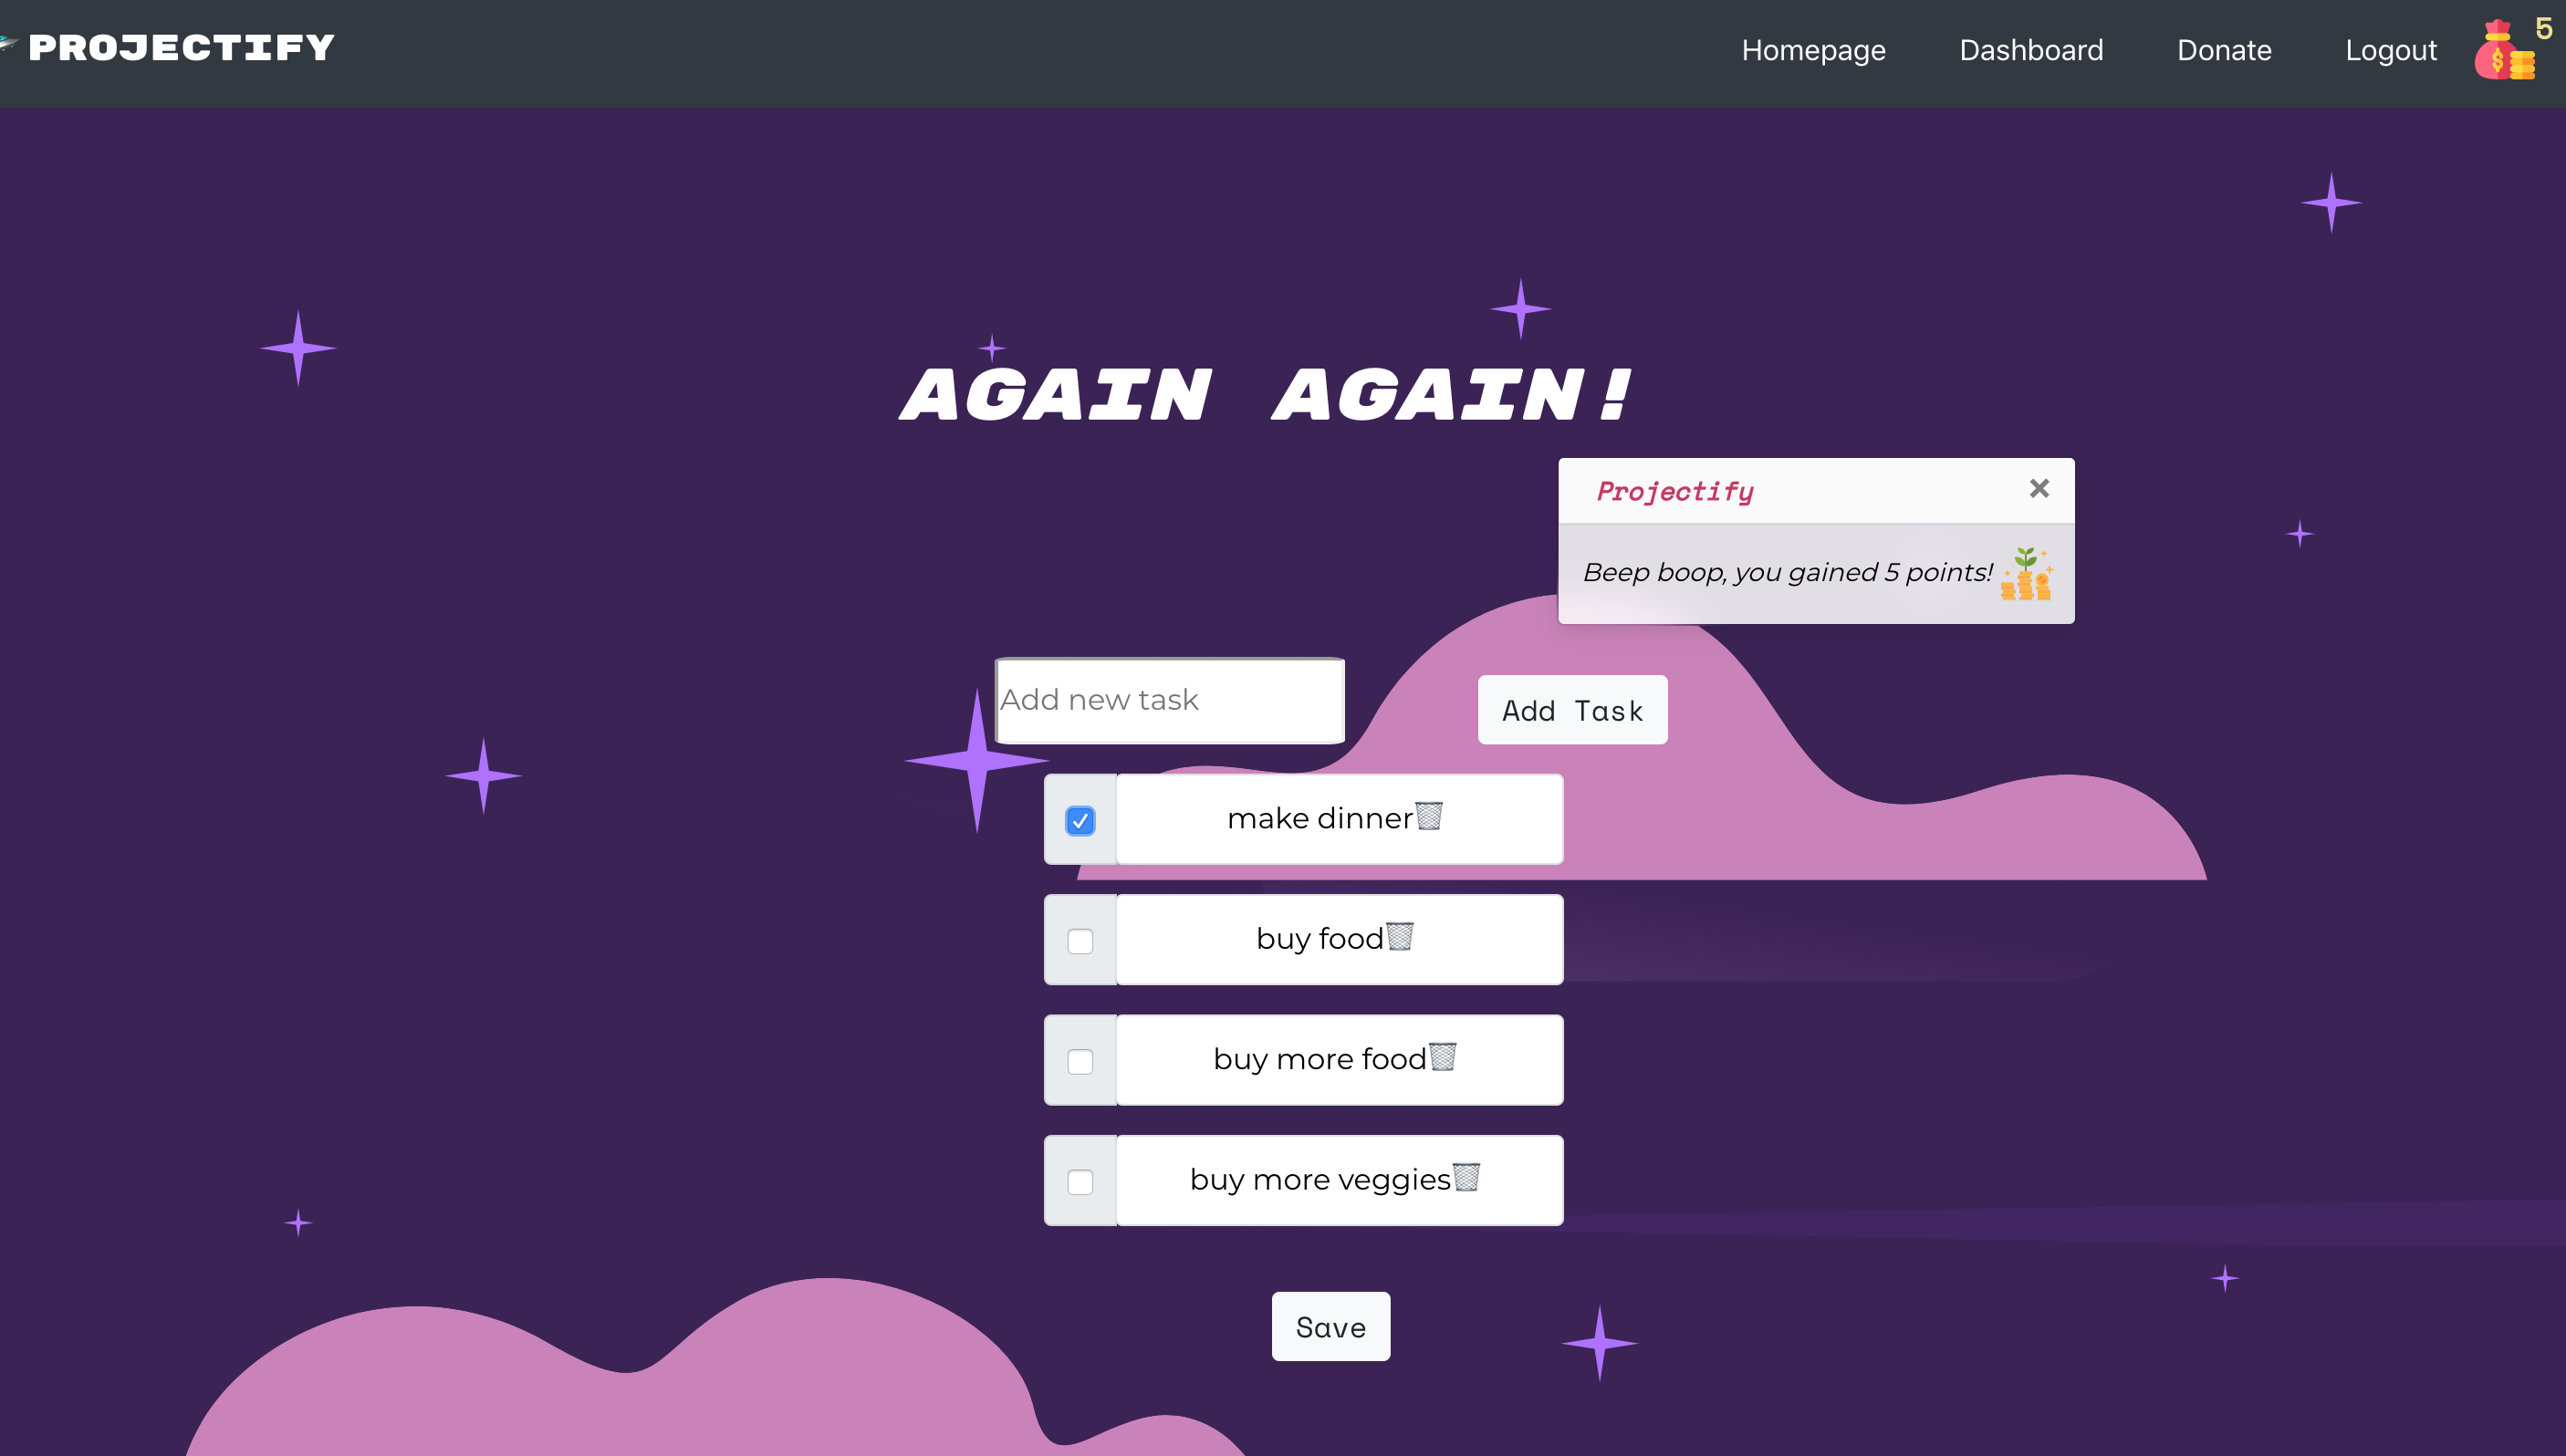 PROJECTIFY
Homepage
Dashboard
Donate
Logout
5
AGAIN AGAIN!
Projectify ×
Beep boop, you gained 5 points!
Add new task
Add Task
make dinner
buy food
buy more food
buy more veggies
Save